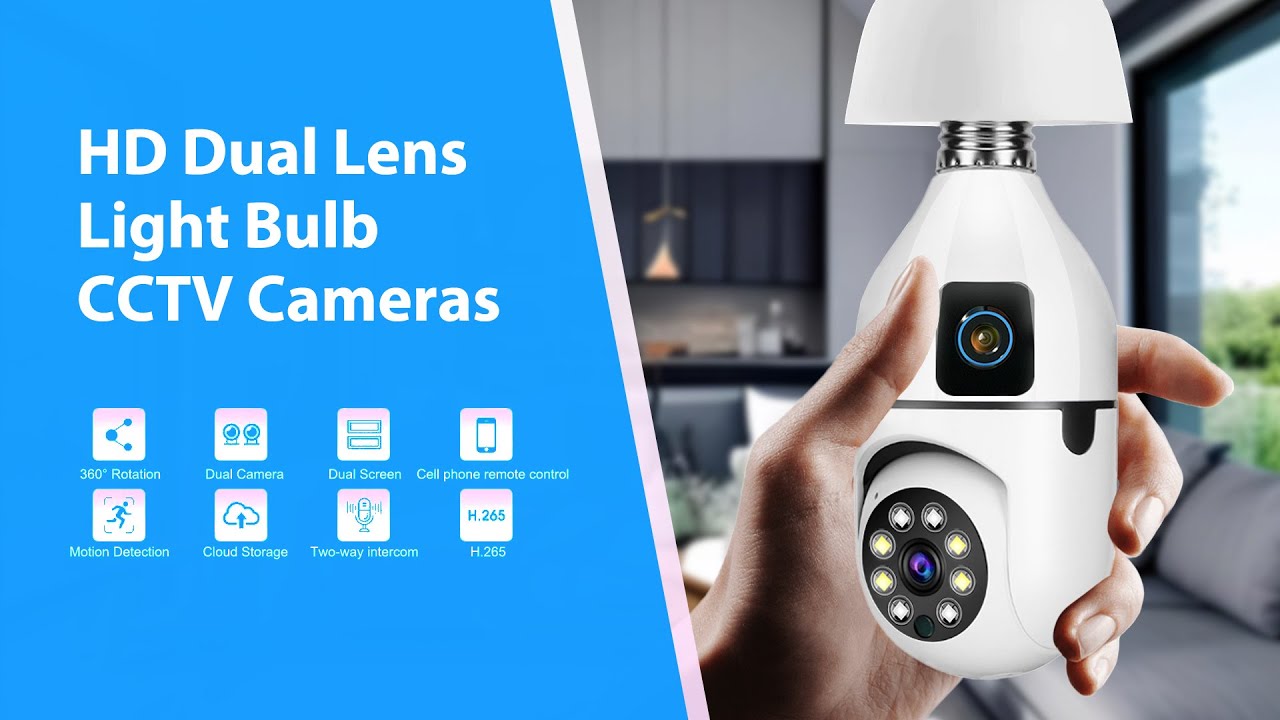 HD Dual Lens
Light Bulb
CCTV Cameras
360° Rotation
Dual Camera
Dual Screen
Cell phone remote control
Motion Detection
Cloud Storage
Two-way intercom
H.265
H.265